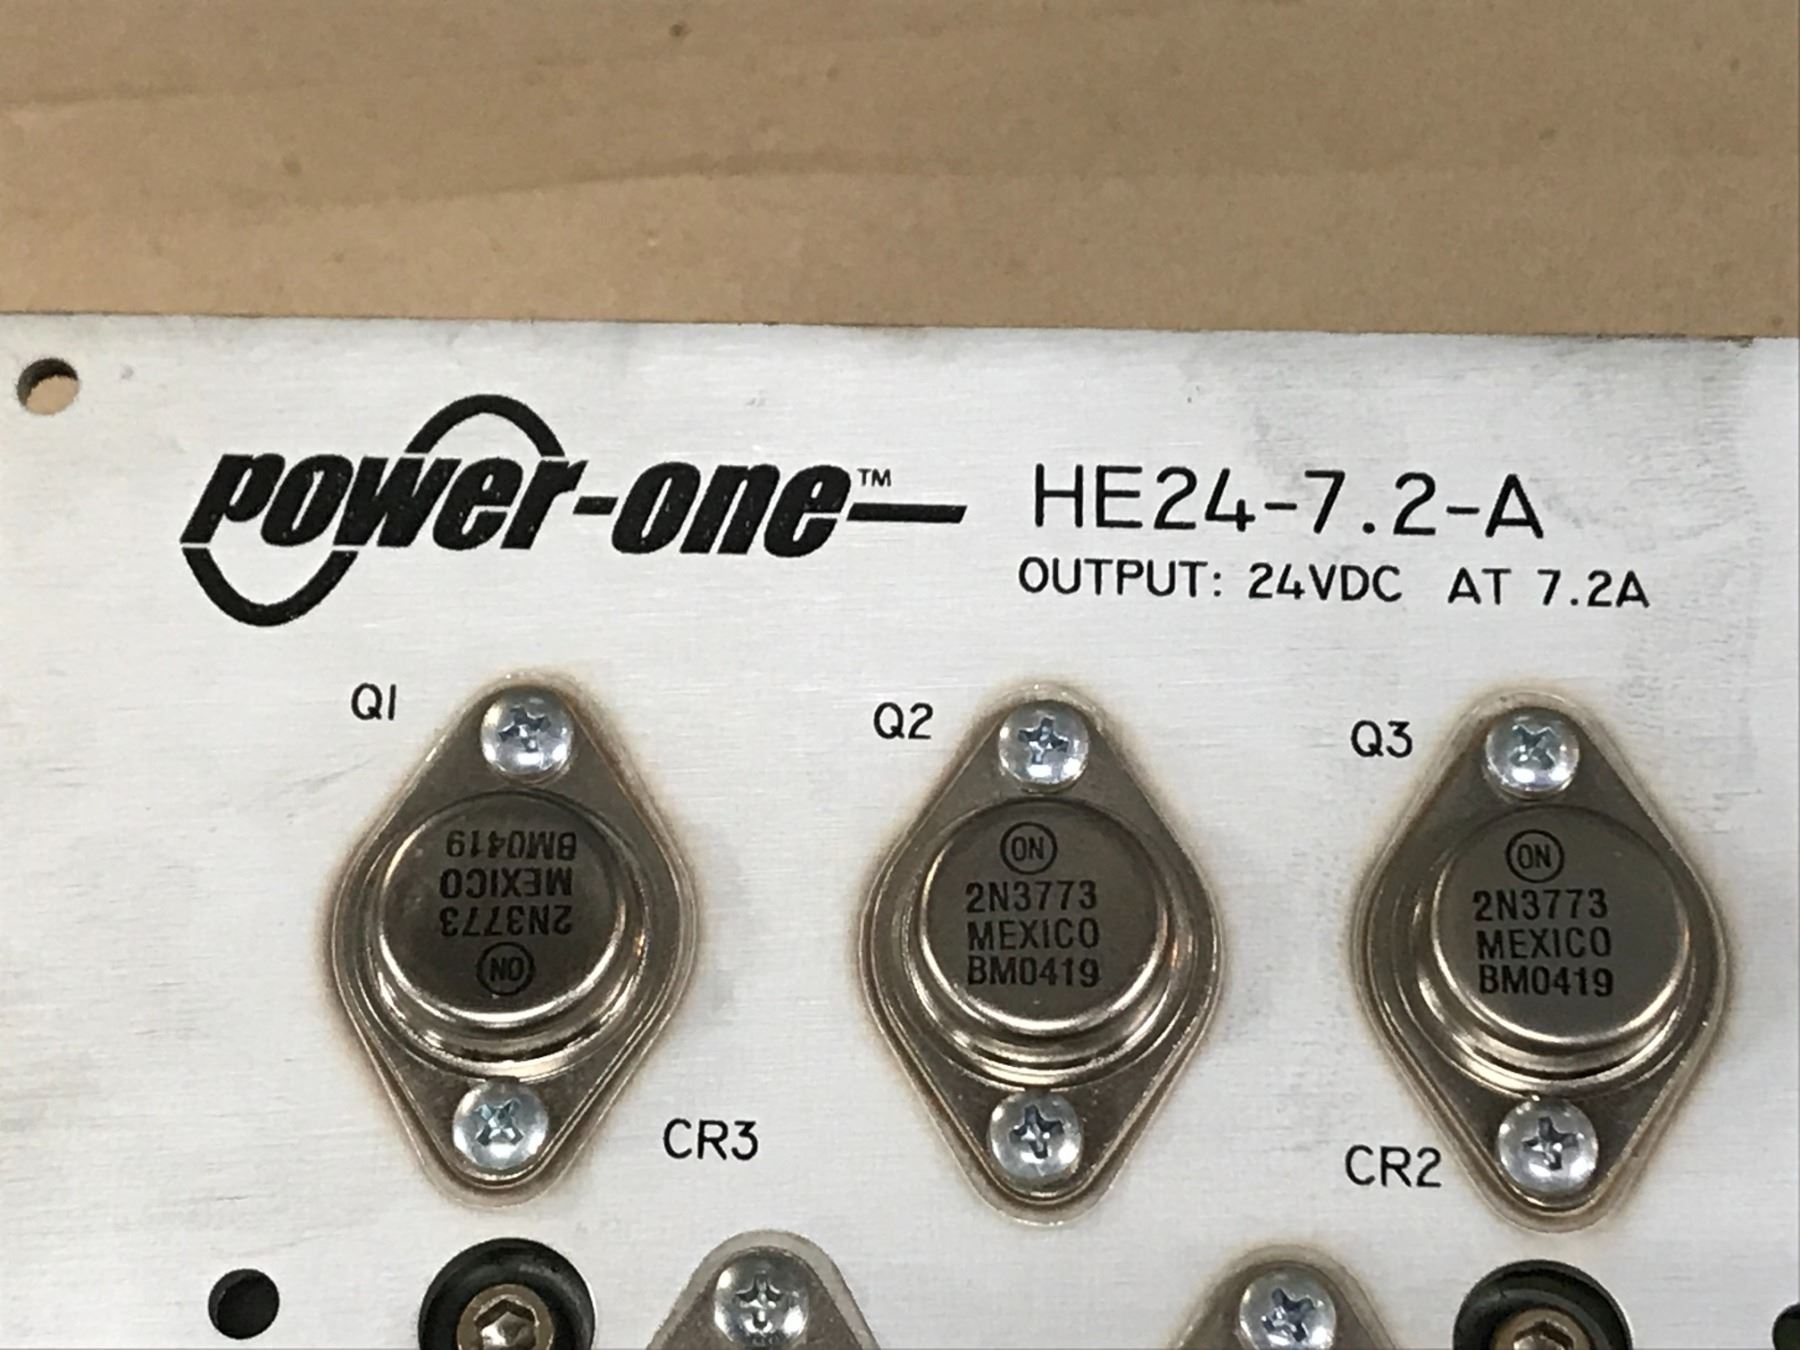 power-one™
HE24-7.2-A
OUTPUT: 24VDC AT 7.2A
Q1
Q2
Q3
ON
2N3773
MEXICO
BM0419
ON
2N3773
MEXICO
BM0419
ON
2N3773
MEXICO
BM0419
CR3
CR2